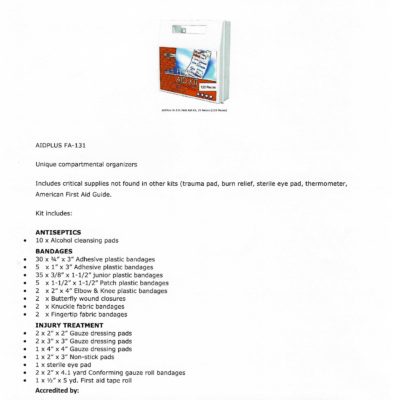 AIDPLUS FA-131
Unique compartmental organizers
Includes critical supplies not found in other kits (trauma pad, burn relief, sterile eye pad, thermometer,
American First Aid Guide.
Kit includes:
ANTISEPTICS
• 10 x Alcohol cleansing pads
BANDAGES
• 30 x ¾" x 3" Adhesive plastic bandages
• 5 x 1" x 3" Adhesive plastic bandages
• 35 x 3/8" x 1-1/2" junior plastic bandages
• 5 x 1-1/2" x 1-1/2" Patch plastic bandages
• 2 x 2" x 4" Elbow & Knee plastic bandages
• 2 x Butterfly wound closures
• 2 x Knuckle fabric bandages
• 2 x Fingertip fabric bandages
INJURY TREATMENT
• 2 x 2" x 2" Gauze dressing pads
• 2 x 3" x 3" Gauze dressing pads
• 1 x 4" x 4" Gauze dressing pads
• 1 x 2" x 3" Non-stick pads
• 1 x sterile eye pad
• 2 x 2" x 4.1 yard Conforming gauze roll bandages
• 1 x ½" x 5 yd. First aid tape roll
Accredited by: